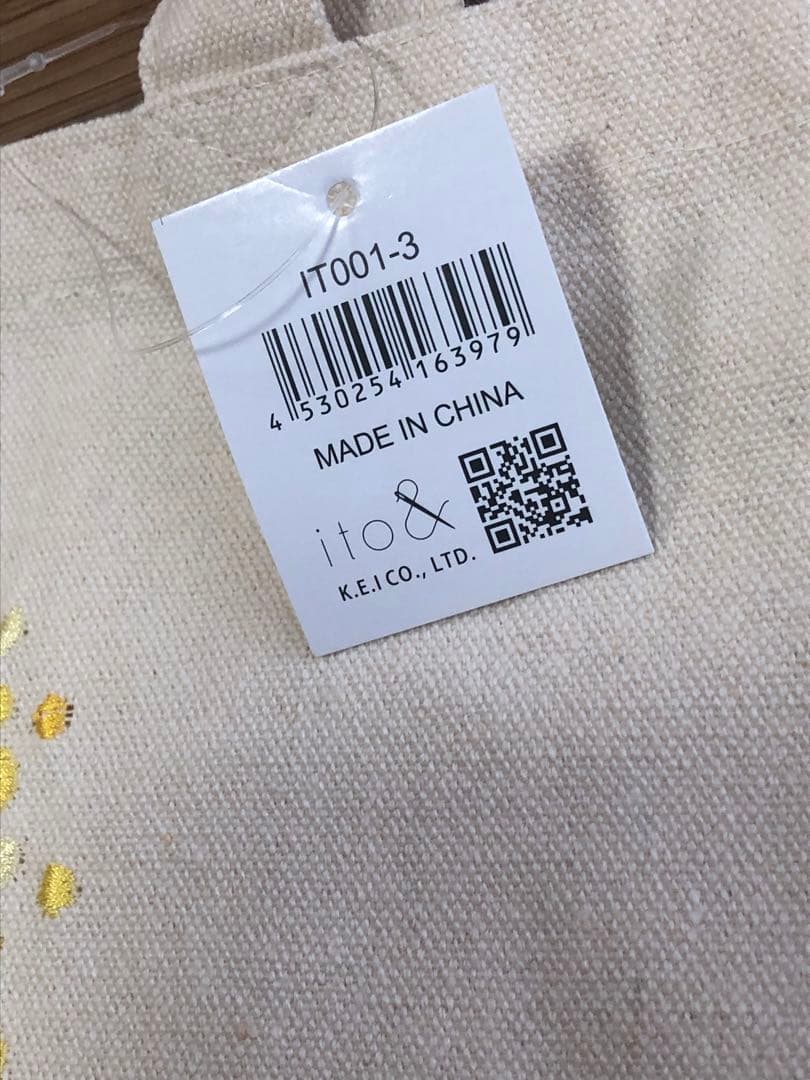 IT001-3
4 530254 163979
MADE IN CHINA
ito&
K.E.I CO., LTD.